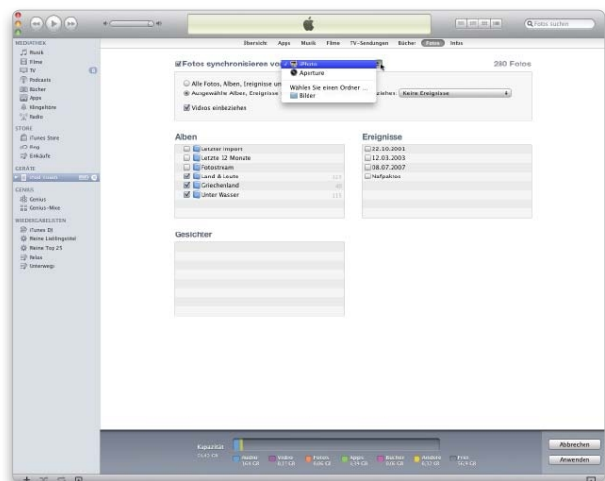 Fotos suchen
Übersicht Apps Musik Filme TV-Sendungen Bücher Fotos Infos
MEDIATHEK
Musik
Filme
TV
Podcasts
Bücher
Apps
Klingeltöne
Radio
STORE
iTunes Store
Ping
Einkäufe
GERÄTE
GENIUS
Genius
Genius-Mixe
WIEDERGABELISTEN
iTunes DJ
Meine Lieblingstitel
Meine Top 25
Relax
Unterwegs
Fotos synchronisieren vo
iPhoto
Aperture
Wählen Sie einen Ordner ...
Bilder
280 Fotos
Alle Fotos, Alben, Ereignisse un
Ausgewählte Alben, Ereignisse
ziehen: Keine Ereignisse
Videos einbeziehen
Alben
Letzter Import
Letzte 12 Monate
Fotostream
Land & Leute
Griechenland
Unter Wasser
Ereignisse
22.10.2001
12.03.2003
08.07.2007
Nafpaktos
Gesichter
Kapazität
Audio Video Fotos Apps Bücher Andere Frei
Abbrechen
Anwenden